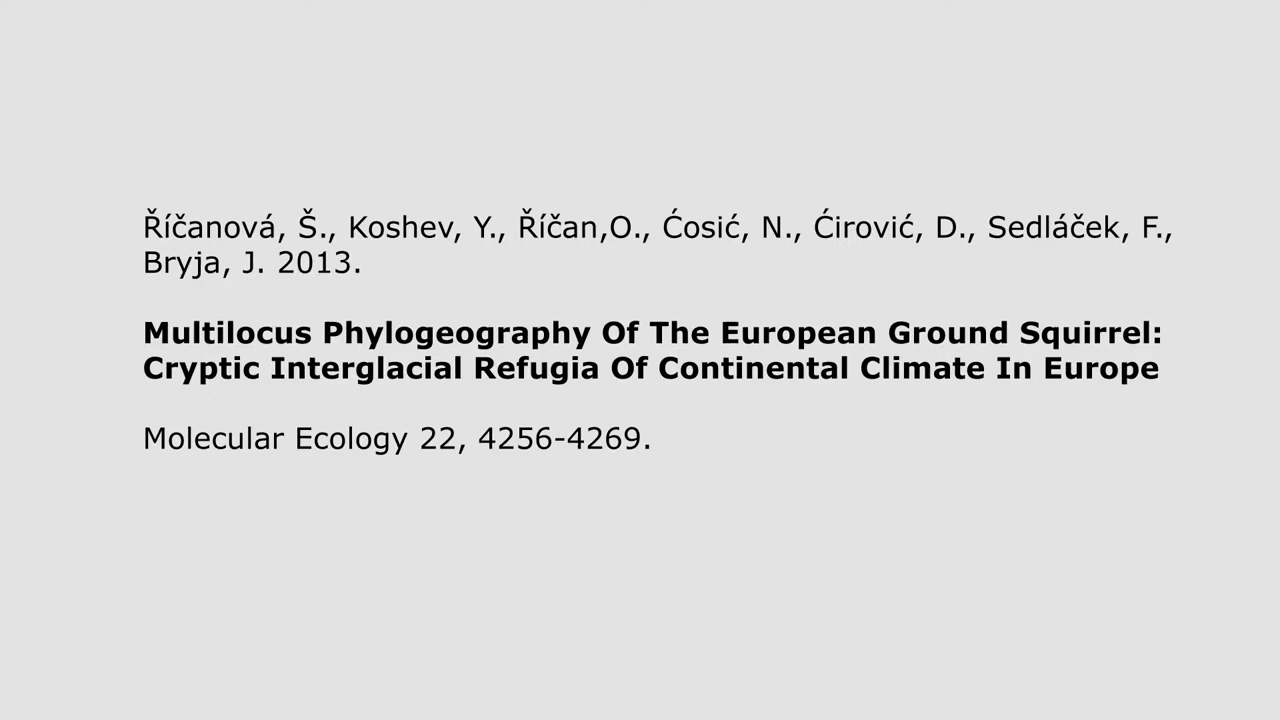 Říčanová, Š., Koshev, Y., Říčan,O., Ćosić, N., Ćirović, D., Sedláček, F.,
Bryja, J. 2013.
Multilocus Phylogeography Of The European Ground Squirrel:
Cryptic Interglacial Refugia Of Continental Climate In Europe
Molecular Ecology 22, 4256-4269.